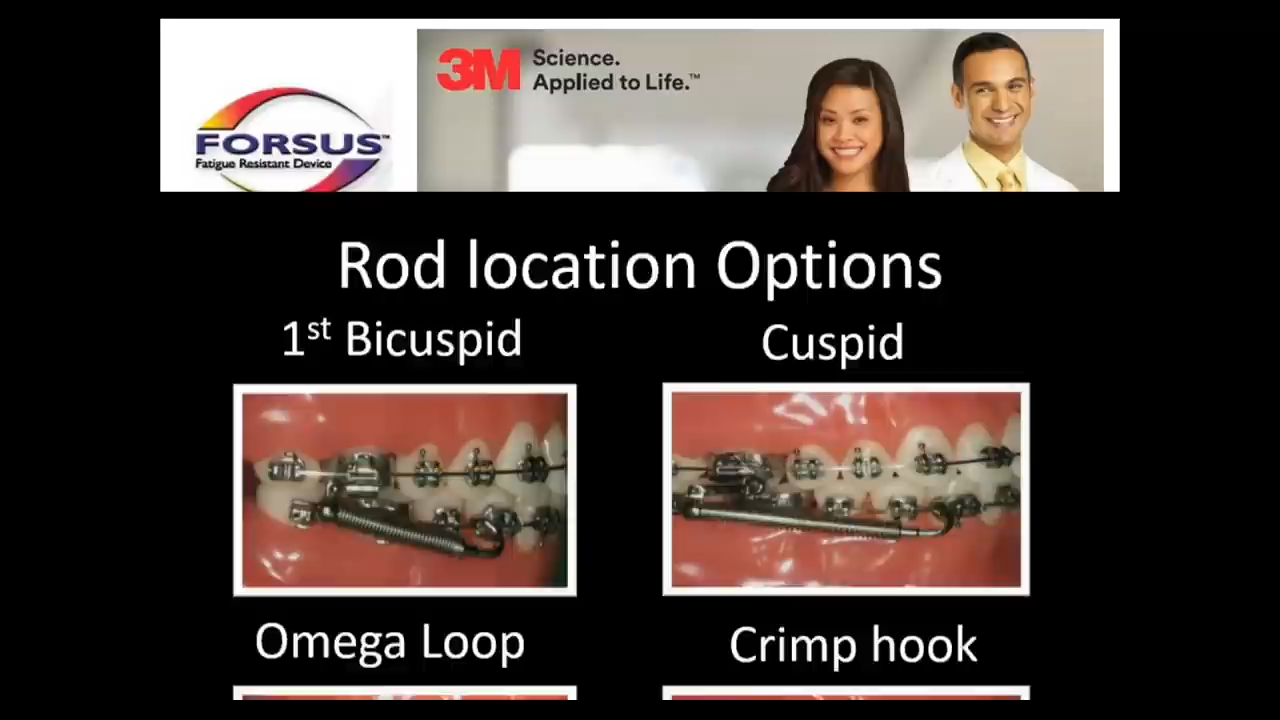 3M Science.
Applied to Life.™
FORSUS™
Fatigue Resistant Device
Rod location Options
1st Bicuspid
Cuspid
Omega Loop
Crimp hook